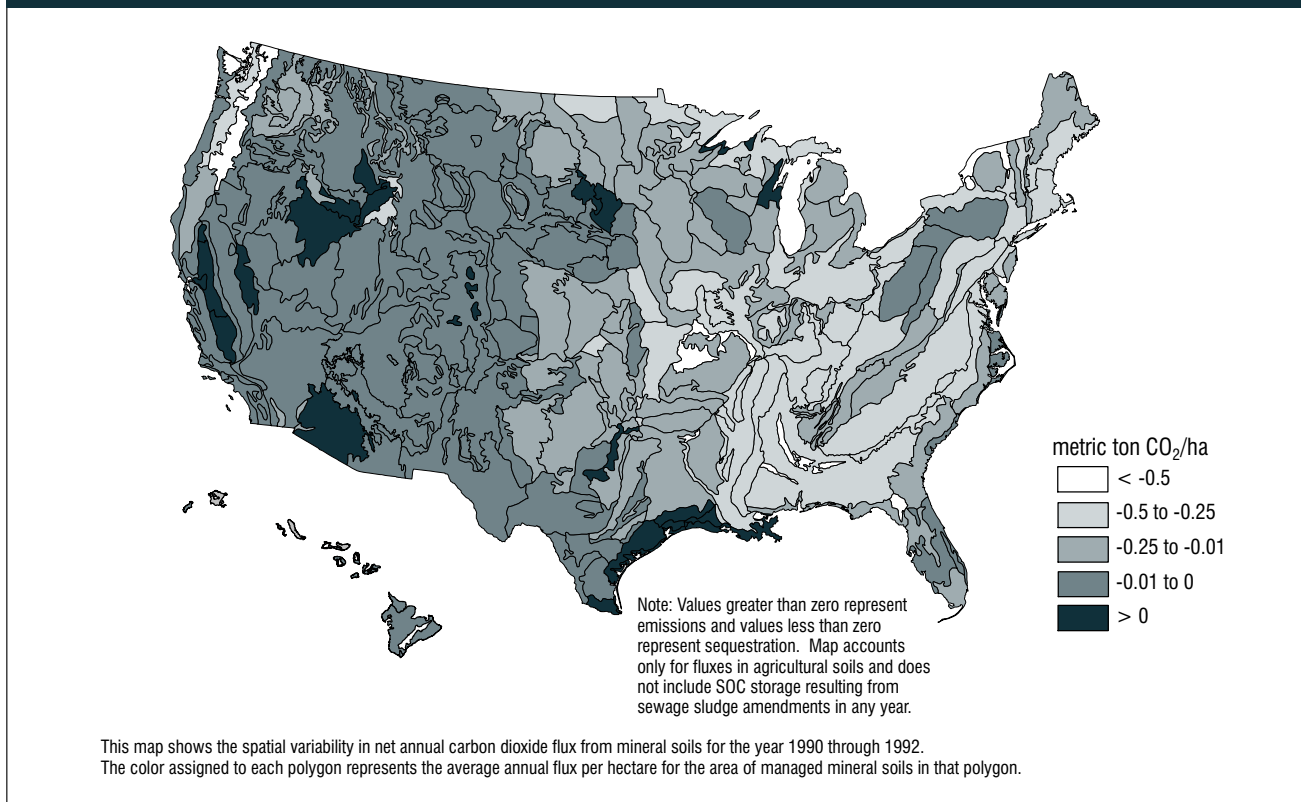 metric ton CO₂/ha
< -0.5
-0.5 to -0.25
-0.25 to -0.01
-0.01 to 0
> 0
Note: Values greater than zero represent
emissions and values less than zero
represent sequestration. Map accounts
only for fluxes in agricultural soils and does
not include SOC storage resulting from
sewage sludge amendments in any year.
This map shows the spatial variability in net annual carbon dioxide flux from mineral soils for the year 1990 through 1992.
The color assigned to each polygon represents the average annual flux per hectare for the area of managed mineral soils in that polygon.